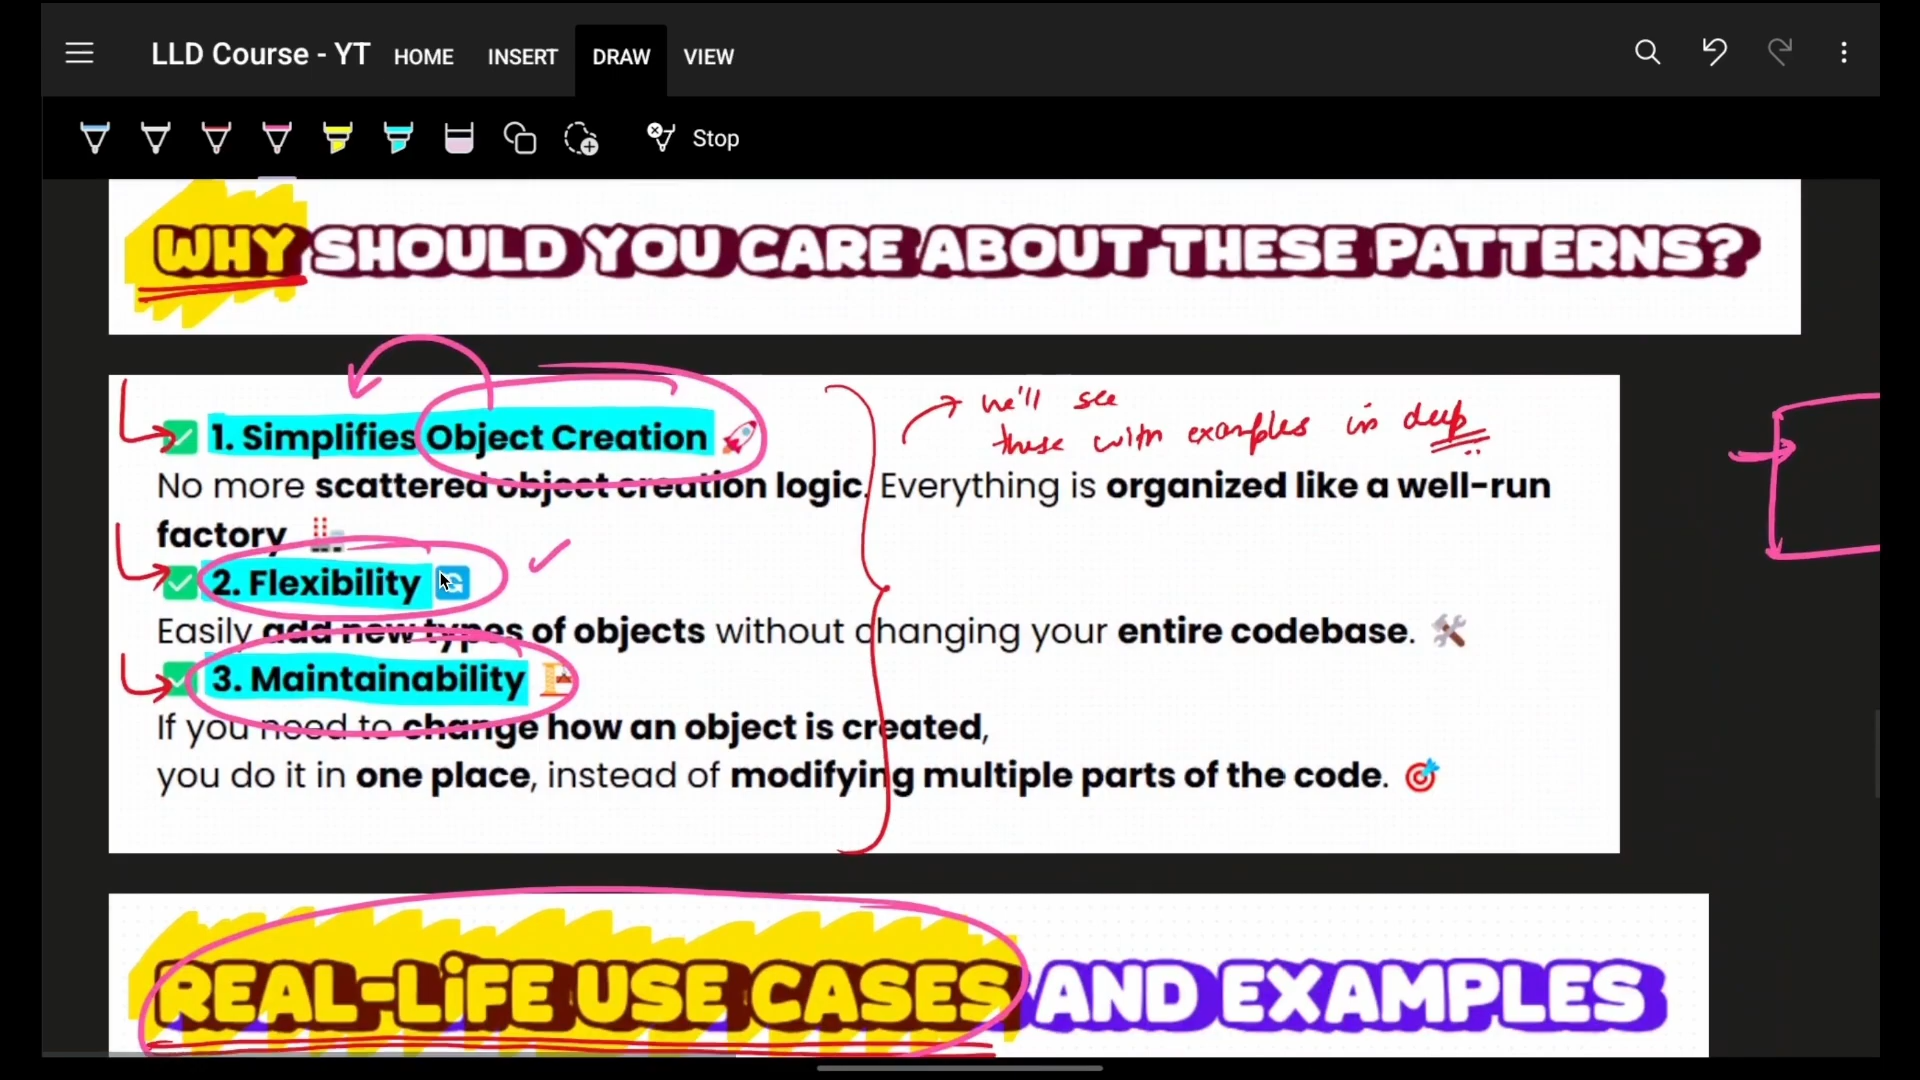 LLD Course - YT HOME INSERT DRAW VIEW
Stop
WHY SHOULD YOU CARE ABOUT THESE PATTERNS?
we'll see
these with examples in deep
1. Simplifies Object Creation
No more scattered object creation logic. Everything is organized like a well-run
factory
2. Flexibility
Easily add new types of objects without changing your entire codebase.
3. Maintainability
If you need to change how an object is created,
you do it in one place, instead of modifying multiple parts of the code.
REAL-LiFE USE CASES AND EXAMPLES